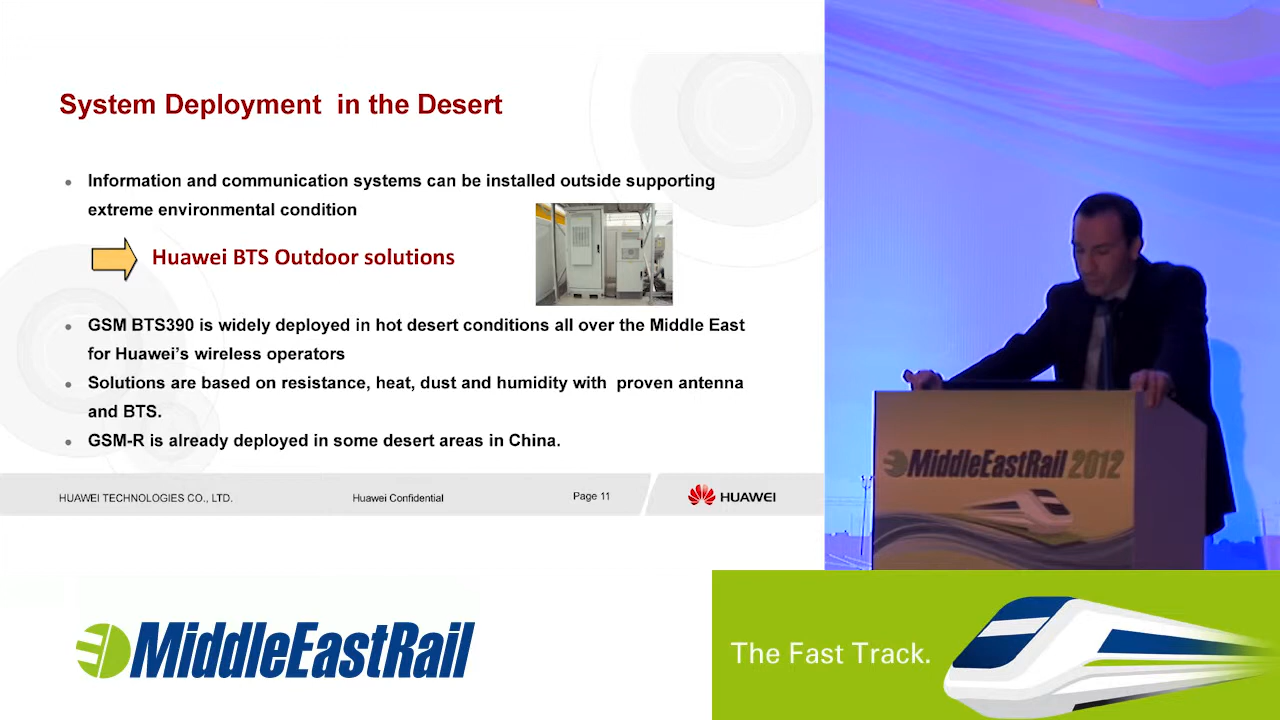 System Deployment  in the Desert
• Information and communication systems can be installed outside supporting
extreme environmental condition
Huawei BTS Outdoor solutions
• GSM BTS390 is widely deployed in hot desert conditions all over the Middle East
for Huawei’s wireless operators
• Solutions are based on resistance, heat, dust and humidity with  proven antenna
and BTS.
• GSM-R is already deployed in some desert areas in China.
HUAWEI TECHNOLOGIES CO., LTD.
Huawei Confidential
Page 11
HUAWEI
MiddleEastRail 2012
MiddleEastRail
The Fast Track.